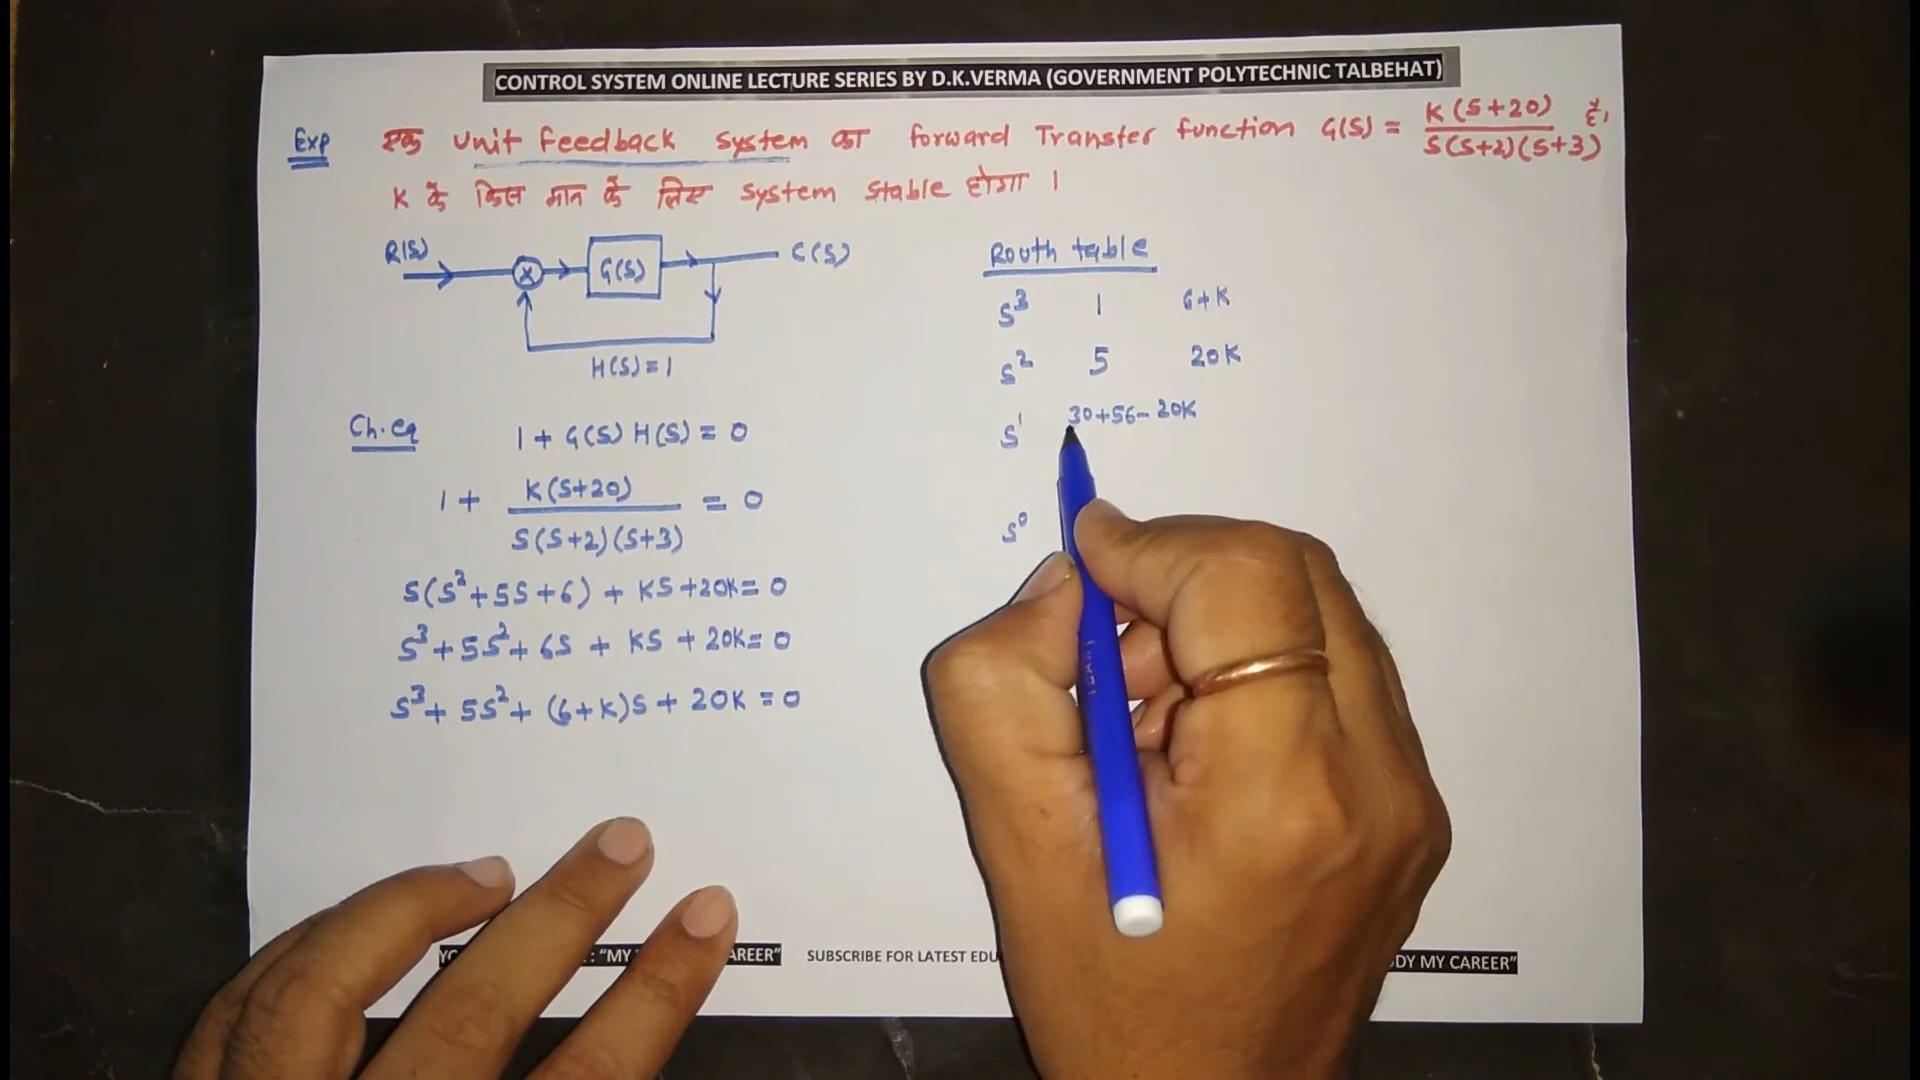 CONTROL SYSTEM ONLINE LECTURE SERIES BY D.K.VERMA (GOVERNMENT POLYTECHNIC TALBEHAT)
Exp एक Unit Feedback System का forward Transfer function G(S) = K(S+20) / S(S+2)(S+3) है,
K के किस मान के लिए System Stable होगा ।
R(S) X G(S) C(S)
H(S)=1
Ch.eq 1 + G(S) H(S) = 0
1 + K(S+20) / S(S+2)(S+3) = 0
S(S²+5S+6) + KS+20K=0
S³+5S²+6S + KS + 20K=0
S³+5S²+(6+K)S+20K=0
Routh table
S³ 1 6+K
S² 5 20K
S¹ 30+56-20K
S⁰
: "MY AREER" SUBSCRIBE FOR LATEST EDU DY MY CAREER"